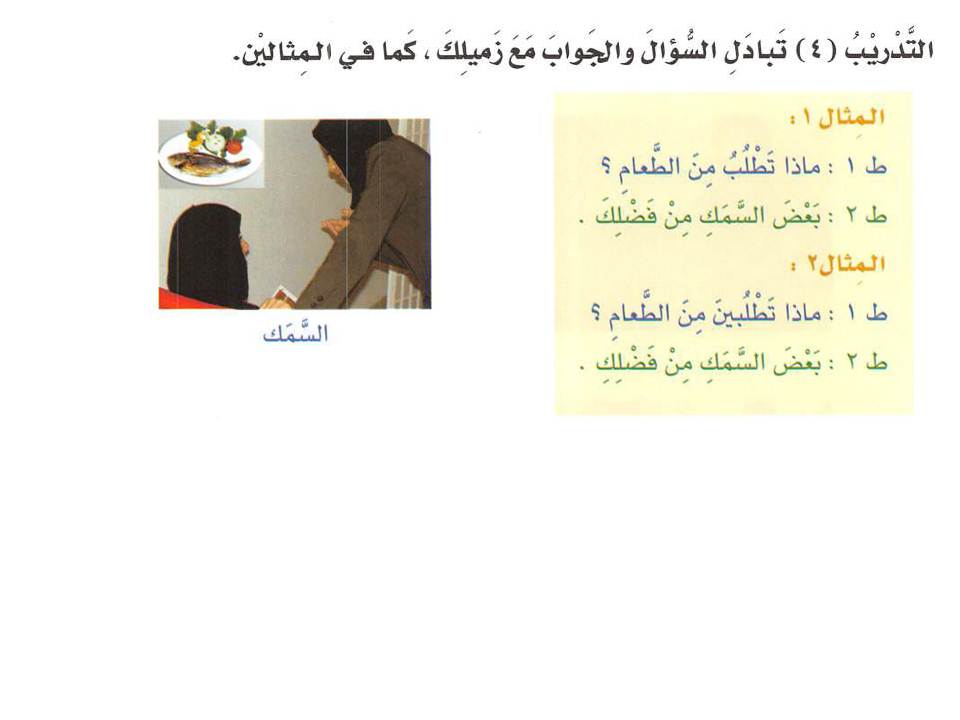 التَّدْرِيْبُ (٤) تَبادَلِ السُّؤالَ والجَوابَ مَعَ زَميلِكَ ، كَما في المِثالَيْن.
المِثال ١ :
ط ١ : ماذا تَطْلُبُ مِنَ الطَّعامِ ؟
ط ٢ : بَعْضَ السَّمَكِ مِنْ فَضْلِكَ .
المِثال٢ :
ط ١ : ماذا تَطْلُبينَ مِنَ الطَّعامِ ؟
ط ٢ : بَعْضَ السَّمَكِ مِنْ فَضْلِكِ .
السَّمَك